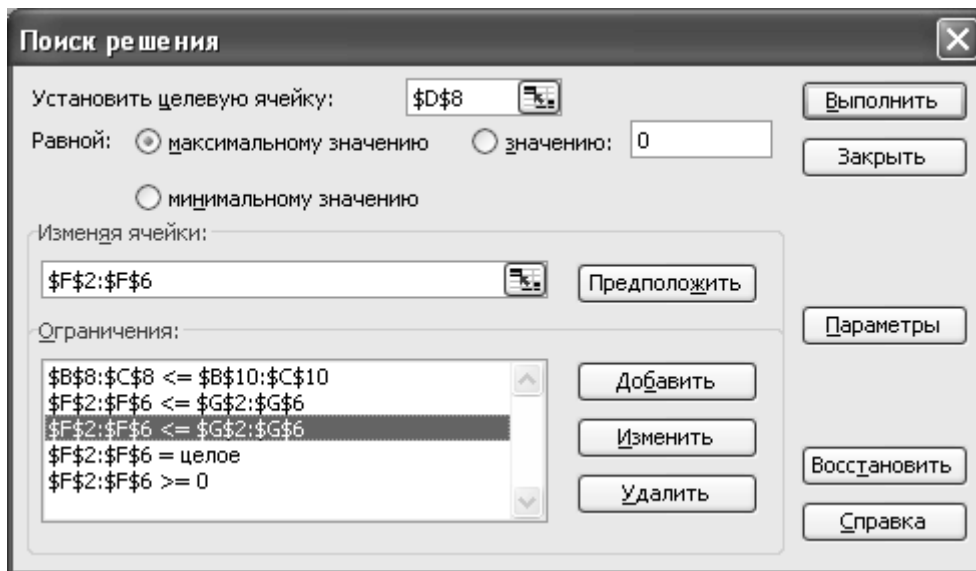 Поиск решения
Установить целевую ячейку: $D$8
Выполнить
Равной: максимальному значению значению: 0
Закрыть
минимальному значению
Изменяя ячейки:
$F$2:$F$6 Предположить
Ограничения:
Параметры
$B$8:$C$8 <= $B$10:$C$10
Добавить
$F$2:$F$6 <= $G$2:$G$6
$F$2:$F$6 <= $G$2:$G$6
Изменить
$F$2:$F$6 = целое
Восстановить
$F$2:$F$6 >= 0
Удалить
Справка